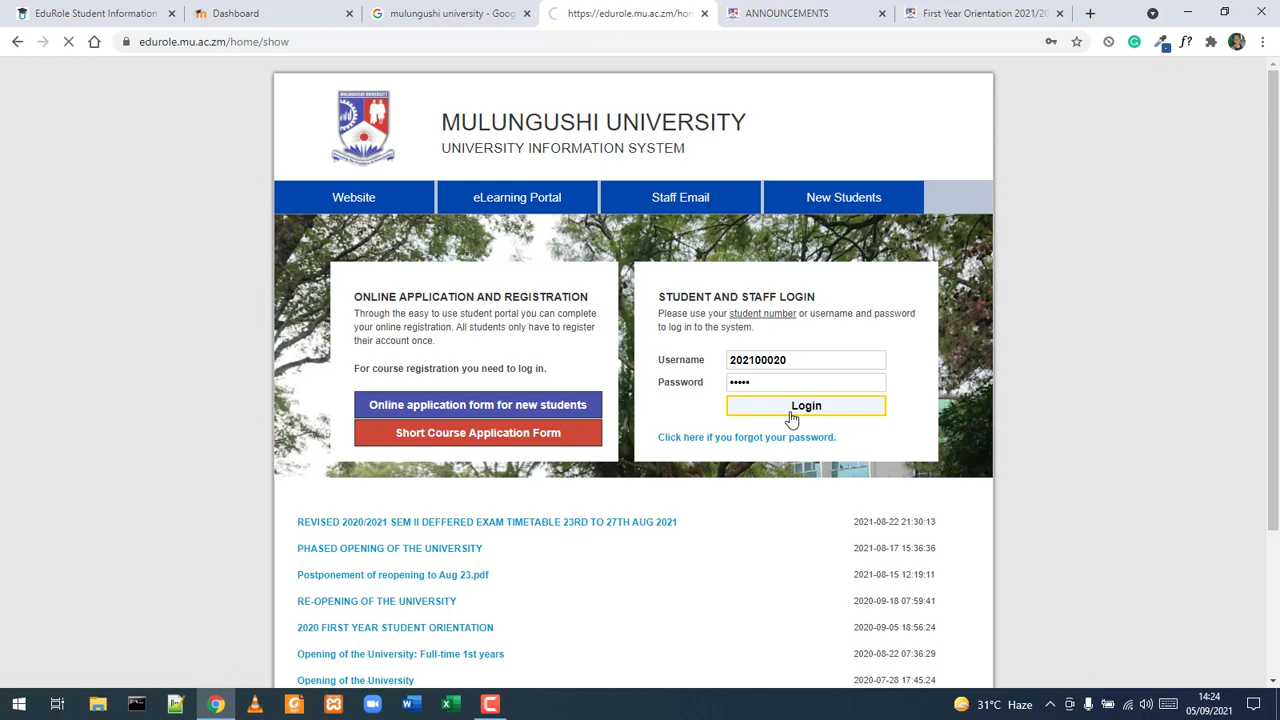 EduRole Student Information
Dashboard
mulungushi university - Goog
https://edurole.mu.ac.zm/hom
ANNOUNCEMENTS
First Year Orientation 2021/20
edurole.mu.ac.zm/home/show
MULUNGUSHI UNIVERSITY
UNIVERSITY INFORMATION SYSTEM
Website
eLearning Portal
Staff Email
New Students
ONLINE APPLICATION AND REGISTRATION
Through the easy to use student portal you can complete
your online registration. All students only have to register
their account once.
For course registration you need to log in.
Online application form for new students
Short Course Application Form
STUDENT AND STAFF LOGIN
Please use your student number or username and password
to log in to the system.
Username 202100020
Password •••••
Login
Click here if you forgot your password.
REVISED 2020/2021 SEM II DEFFERED EXAM TIMETABLE 23RD TO 27TH AUG 2021 2021-08-22 21:30:13
PHASED OPENING OF THE UNIVERSITY 2021-08-17 15:36:36
Postponement of reopening to Aug 23.pdf 2021-08-15 12:19:11
RE-OPENING OF THE UNIVERSITY 2020-09-18 07:59:41
2020 FIRST YEAR STUDENT ORIENTATION 2020-09-05 18:56:24
Opening of the University: Full-time 1st years 2020-08-22 07:36:29
Opening of the University 2020-07-28 17:45:24
31°C Haze
14:24
05/09/2021